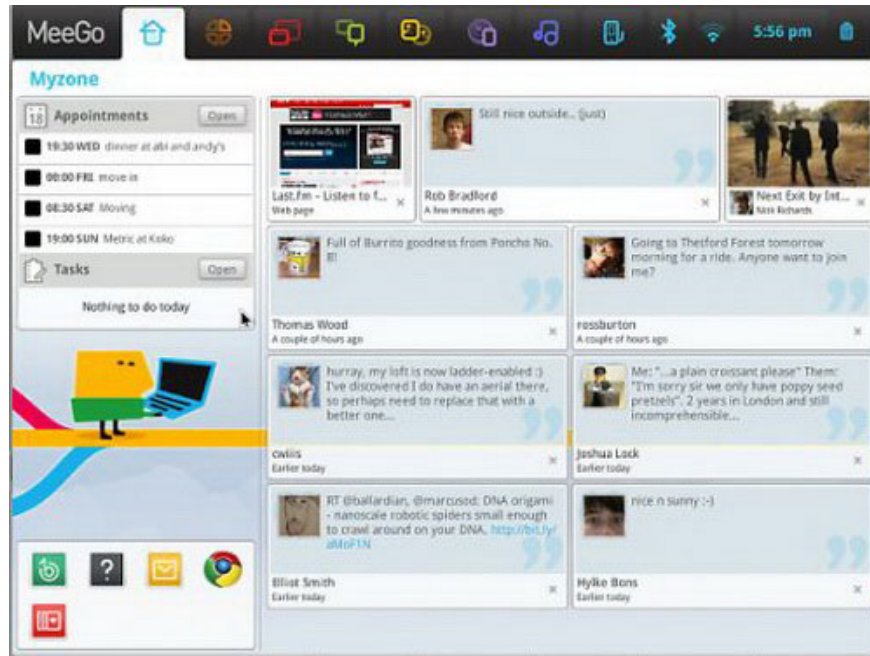 MeeGo
5:56 pm
Myzone
18 Appointments Open
19:30 WED dinner at abi and andy's
00:00 FRI move in
08:30 SAT Moving
19:00 SUN Metric at Koko
Tasks Open
Nothing to do today
Last.fm - Listen to f...
Web page
Still nice outside... (just)
Rob Bradford
A few minutes ago
Next Exit by Int...
Nick Richards
Full of Burrito goodness from Poncho No.
8!
Thomas Wood
A couple of hours ago
Going to Thetford Forest tomorrow
morning for a ride. Anyone want to join
me?
rossburton
A couple of hours ago
hurray, my loft is now ladder-enabled :)
I've discovered I do have an aerial there,
so perhaps need to replace that with a
better one...
cwiiis
Earlier today
Me: "...a plain croissant please" Them:
"I'm sorry sir we only have poppy seed
pretzels". 2 years in London and still
incomprehensible...
Joshua Lock
Earlier today
RT @ballardian, @marcusod: DNA origami
- nanoscale robotic spiders small enough
to crawl around on your DNA, http://bit.ly/
aMoF1N
Elliot Smith
Earlier today
nice n sunny :-)
Hylke Bons
Earlier today